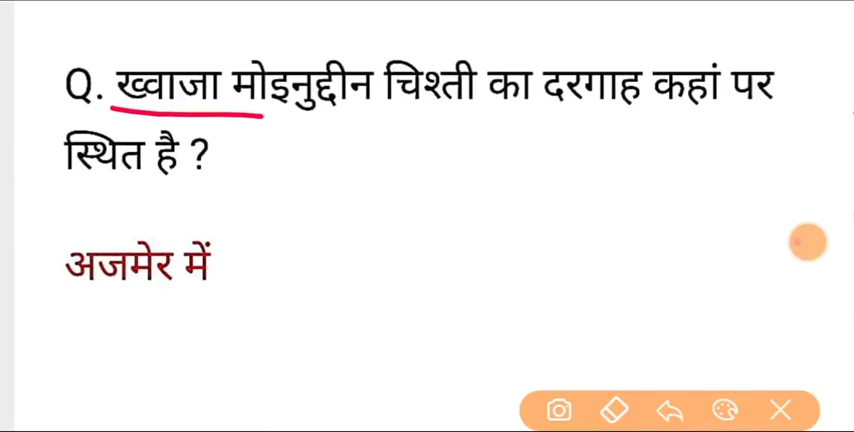 Q. ख्वाजा मोइनुद्दीन चिश्ती का दरगाह कहां पर
स्थित है ?
अजमेर में